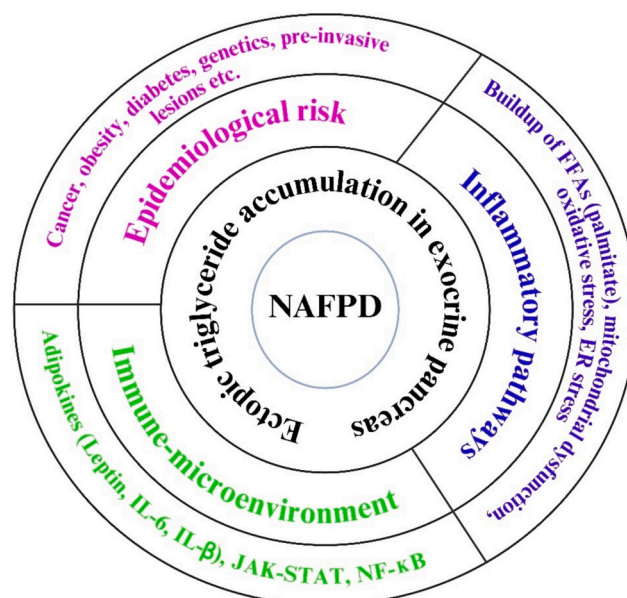 NAFPD
Ectopic triglyceride accumulation in exocrine pancreas
Epidemiological risk
Cancer, obesity, diabetes, genetics, pre-invasive
lesions etc.
Inflammatory pathways
Buildup of FFAs (palmitate), mitochondrial dysfunction,
oxidative stress, ER stress
Immune-microenvironment
Adipokines (Leptin, IL-6, IL-β), JAK-STAT, NF-κB